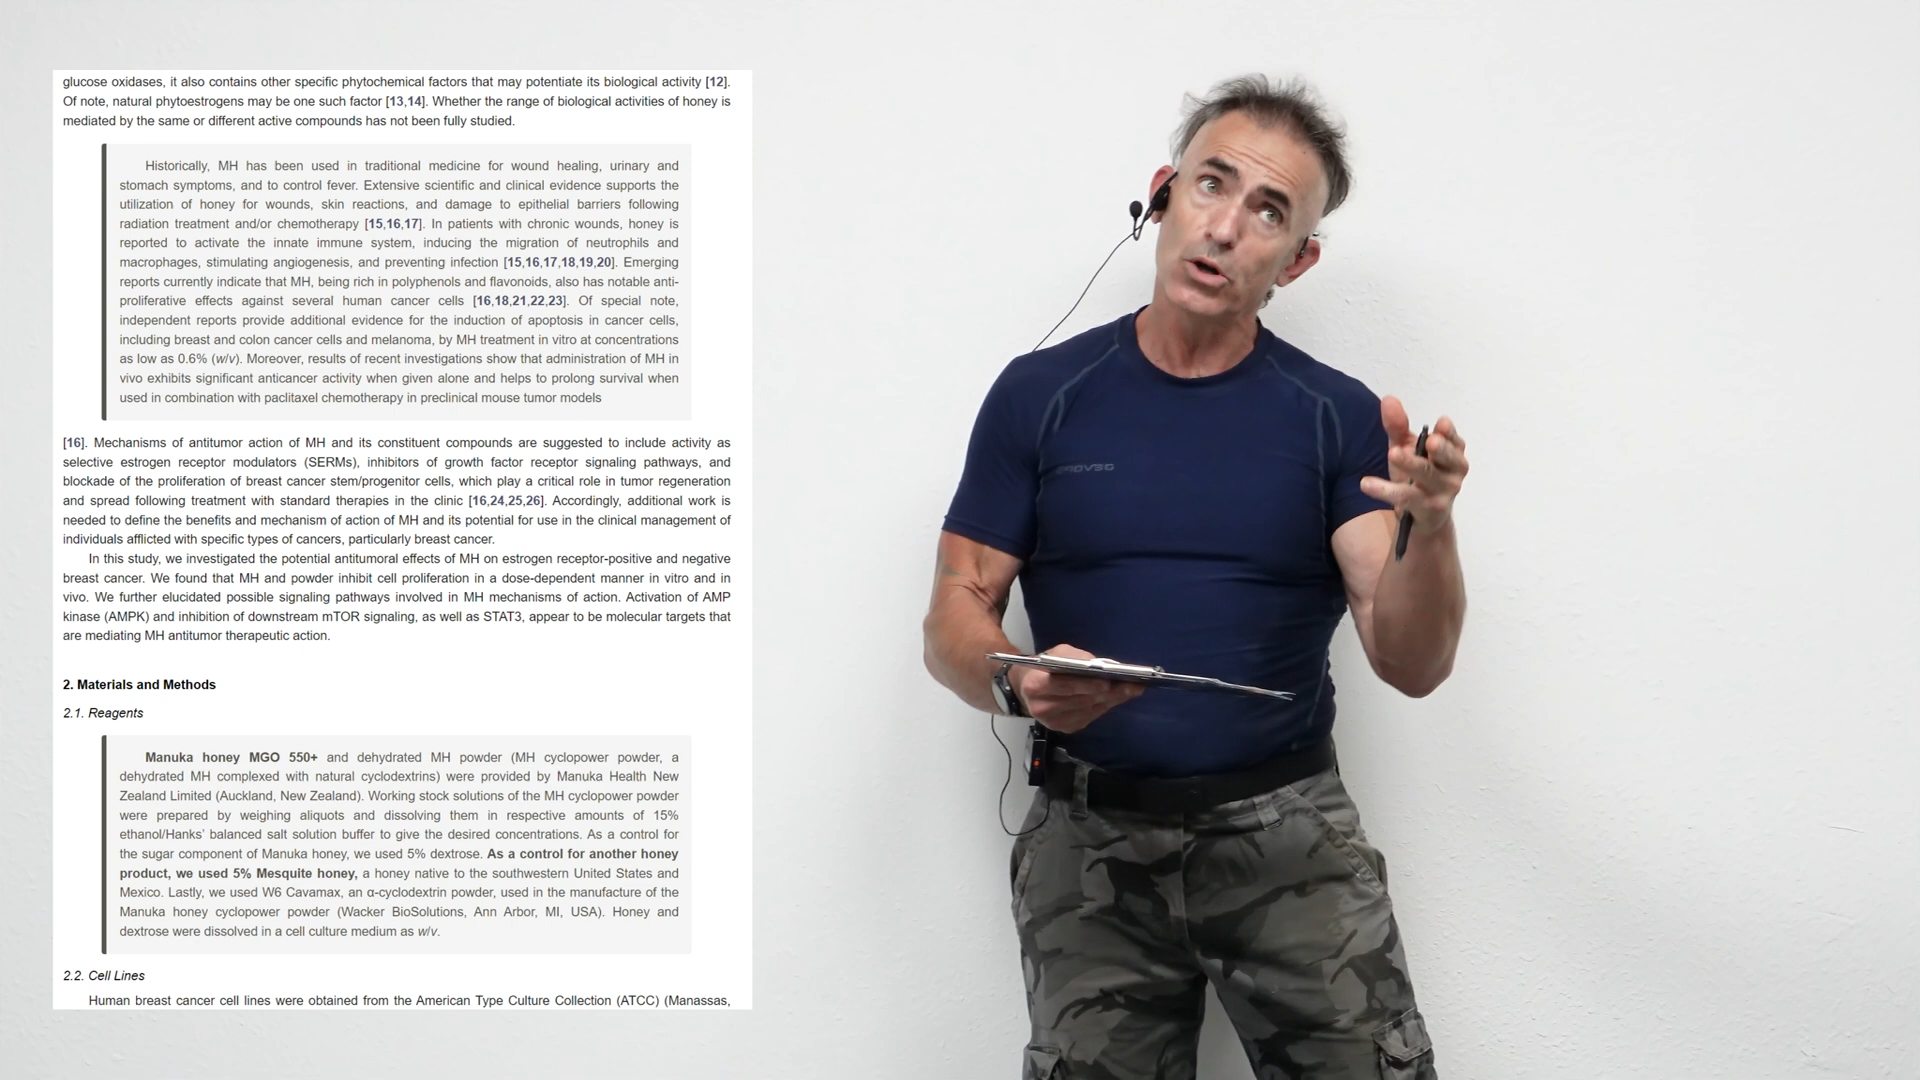 glucose oxidases, it also contains other specific phytochemical factors that may potentiate its biological activity [12].
Of note, natural phytoestrogens may be one such factor [13,14]. Whether the range of biological activities of honey is
mediated by the same or different active compounds has not been fully studied.
Historically, MH has been used in traditional medicine for wound healing, urinary and
stomach symptoms, and to control fever. Extensive scientific and clinical evidence supports the
utilization of honey for wounds, skin reactions, and damage to epithelial barriers following
radiation treatment and/or chemotherapy [15,16,17]. In patients with chronic wounds, honey is
reported to activate the innate immune system, inducing the migration of neutrophils and
macrophages, stimulating angiogenesis, and preventing infection [15,16,17,18,19,20]. Emerging
reports currently indicate that MH, being rich in polyphenols and flavonoids, also has notable anti-
proliferative effects against several human cancer cells [16,18,21,22,23]. Of special note,
independent reports provide additional evidence for the induction of apoptosis in cancer cells,
including breast and colon cancer cells and melanoma, by MH treatment in vitro at concentrations
as low as 0.6% (w/v). Moreover, results of recent investigations show that administration of MH in
vivo exhibits significant anticancer activity when given alone and helps to prolong survival when
used in combination with paclitaxel chemotherapy in preclinical mouse tumor models
[16]. Mechanisms of antitumor action of MH and its constituent compounds are suggested to include activity as
selective estrogen receptor modulators (SERMs), inhibitors of growth factor receptor signaling pathways, and
blockade of the proliferation of breast cancer stem/progenitor cells, which play a critical role in tumor regeneration
and spread following treatment with standard therapies in the clinic [16,24,25,26]. Accordingly, additional work is
needed to define the benefits and mechanism of action of MH and its potential for use in the clinical management of
individuals afflicted with specific types of cancers, particularly breast cancer.
In this study, we investigated the potential antitumoral effects of MH on estrogen receptor-positive and negative
breast cancer. We found that MH and powder inhibit cell proliferation in a dose-dependent manner in vitro and in
vivo. We further elucidated possible signaling pathways involved in MH mechanisms of action. Activation of AMP
kinase (AMPK) and inhibition of downstream mTOR signaling, as well as STAT3, appear to be molecular targets that
are mediating MH antitumor therapeutic action.
2. Materials and Methods
2.1. Reagents
Manuka honey MGO 550+ and dehydrated MH powder (MH cyclopower powder, a
dehydrated MH complexed with natural cyclodextrins) were provided by Manuka Health New
Zealand Limited (Auckland, New Zealand). Working stock solutions of the MH cyclopower powder
were prepared by weighing aliquots and dissolving them in respective amounts of 15%
ethanol/Hanks' balanced salt solution buffer to give the desired concentrations. As a control for
the sugar component of Manuka honey, we used 5% dextrose. As a control for another honey
product, we used 5% Mesquite honey, a honey native to the southwestern United States and
Mexico. Lastly, we used W6 Cavamax, an α-cyclodextrin powder, used in the manufacture of the
Manuka honey cyclopower powder (Wacker BioSolutions, Ann Arbor, MI, USA). Honey and
dextrose were dissolved in a cell culture medium as w/v.
2.2. Cell Lines
Human breast cancer cell lines were obtained from the American Type Culture Collection (ATCC) (Manassas,